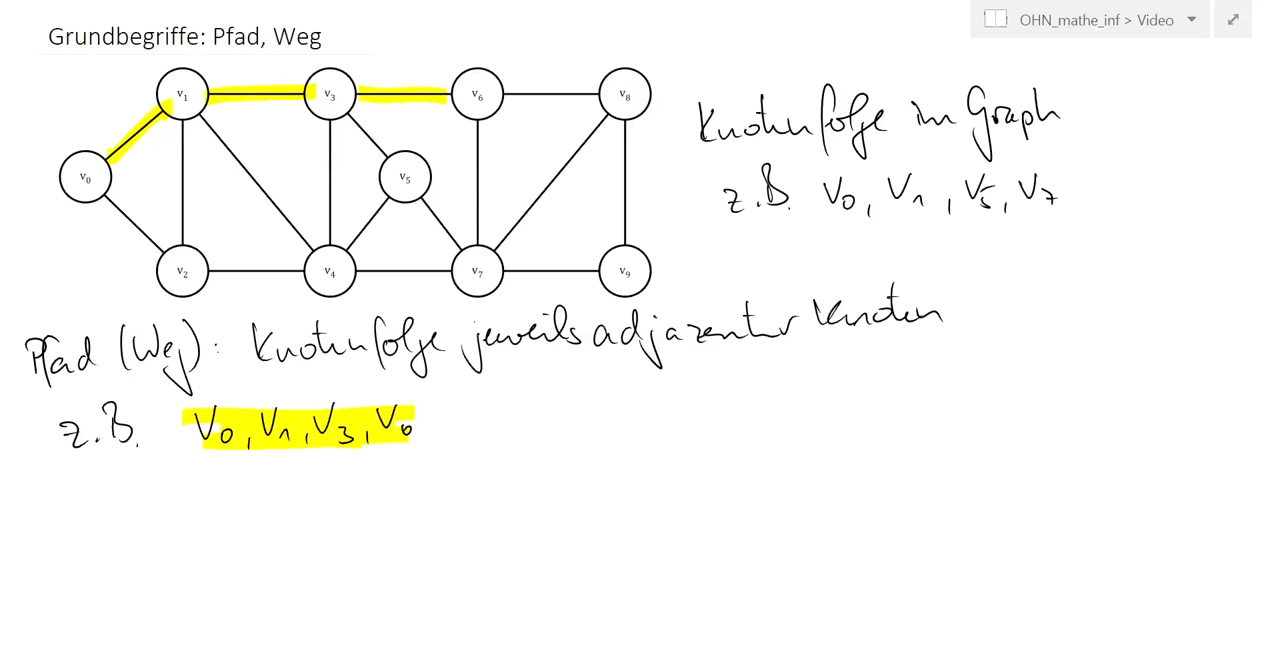 Grundbegriffe: Pfad, Weg
OHN_mathe_inf > Video
v1
v3
v6
v8
v0
v5
v2
v4
v7
v9
Knotenfolge im Graph
z.B. v0, v1, v5, v7
Pfad (Weg): Knotenfolge jeweils adjazenter Knoten
z.B. v0, v1, v3, v6